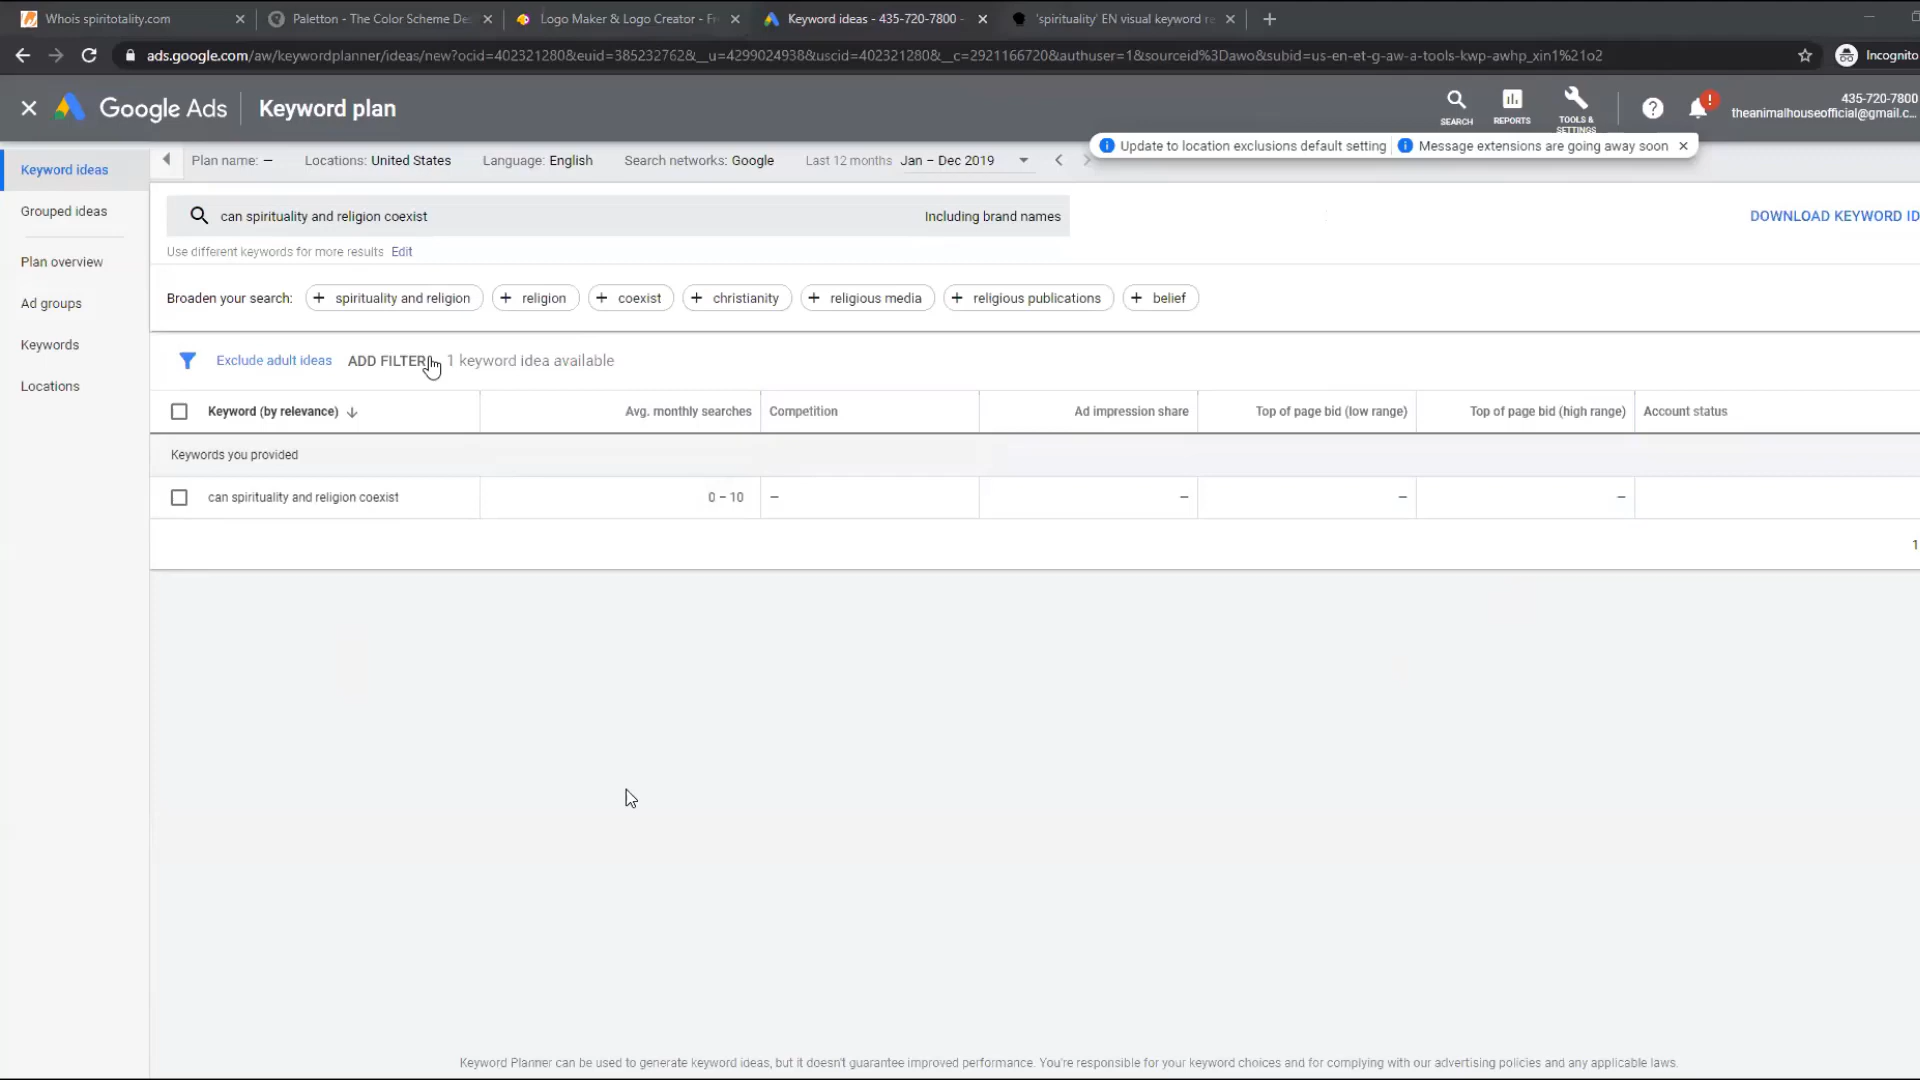 Whois spiritotality.com
Paletton - The Color Scheme De
Logo Maker & Logo Creator - Fr
Keyword ideas - 435-720-7800 -
'spirituality' EN visual keyword re
ads.google.com/aw/keywordplanner/ideas/new?ocid=402321280&euid=385232762&__u=4299024938&uscid=402321280&__c=2921166720&authuser=1&sourceid%3Dawo&subid=us-en-et-g-aw-a-tools-kwp-awhp_xin1%21o2
Incognito
Google Ads
Keyword plan
SEARCH
REPORTS
TOOLS &
SETTINGS
435-720-7800
theanimalhouseofficial@gmail.c...
Update to location exclusions default setting
Message extensions are going away soon
Keyword ideas
Grouped ideas
Plan overview
Ad groups
Keywords
Locations
Plan name: –
Locations: United States
Language: English
Search networks: Google
Last 12 months Jan – Dec 2019
can spirituality and religion coexist
Including brand names
DOWNLOAD KEYWORD ID
Use different keywords for more results Edit
Broaden your search:
+ spirituality and religion
+ religion
+ coexist
+ christianity
+ religious media
+ religious publications
+ belief
Exclude adult ideas
ADD FILTER
1 keyword idea available
Keyword (by relevance)
Avg. monthly searches
Competition
Ad impression share
Top of page bid (low range)
Top of page bid (high range)
Account status
Keywords you provided
can spirituality and religion coexist
0 – 10
–
–
–
–
1
Keyword Planner can be used to generate keyword ideas, but it doesn't guarantee improved performance. You're responsible for your keyword choices and for complying with our advertising policies and any applicable laws.